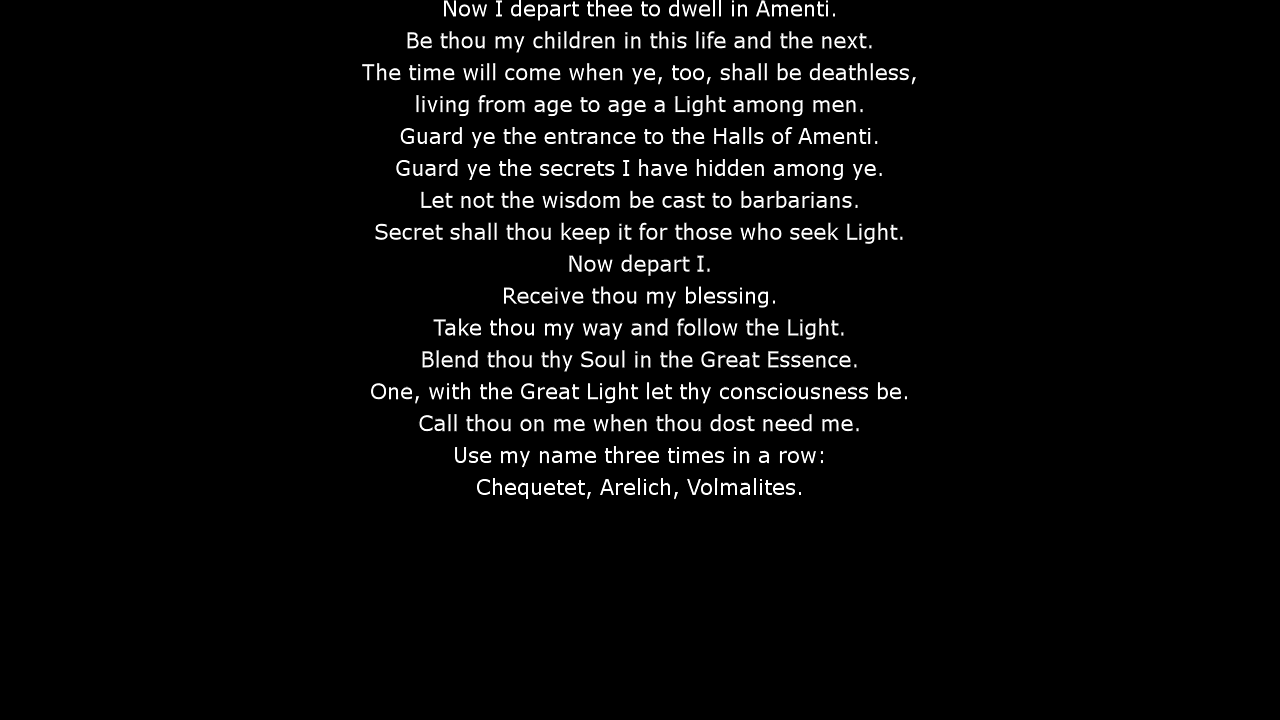 Now I depart thee to dwell in Amenti.
Be thou my children in this life and the next.
The time will come when ye, too, shall be deathless,
living from age to age a Light among men.
Guard ye the entrance to the Halls of Amenti.
Guard ye the secrets I have hidden among ye.
Let not the wisdom be cast to barbarians.
Secret shall thou keep it for those who seek Light.
Now depart I.
Receive thou my blessing.
Take thou my way and follow the Light.
Blend thou thy Soul in the Great Essence.
One, with the Great Light let thy consciousness be.
Call thou on me when thou dost need me.
Use my name three times in a row:
Chequetet, Arelich, Volmalites.